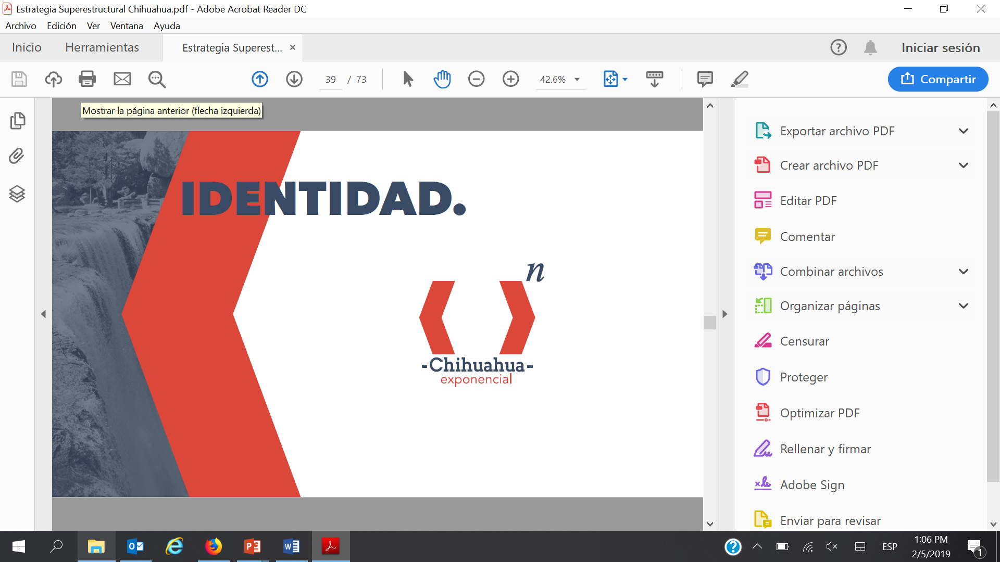 Estrategia Superestructural Chihuahua.pdf - Adobe Acrobat Reader DC
Archivo Edición Ver Ventana Ayuda
Inicio Herramientas Estrategia Superest... × Iniciar sesión
39 / 73 42.6% Compartir
Mostrar la página anterior (flecha izquierda)
IDENTIDAD.
n
-Chihuahua-
exponencial
Exportar archivo PDF
Crear archivo PDF
Editar PDF
Comentar
Combinar archivos
Organizar páginas
Censurar
Proteger
Optimizar PDF
Rellenar y firmar
Adobe Sign
Enviar para revisar
ESP
1:06 PM
2/5/2019
1